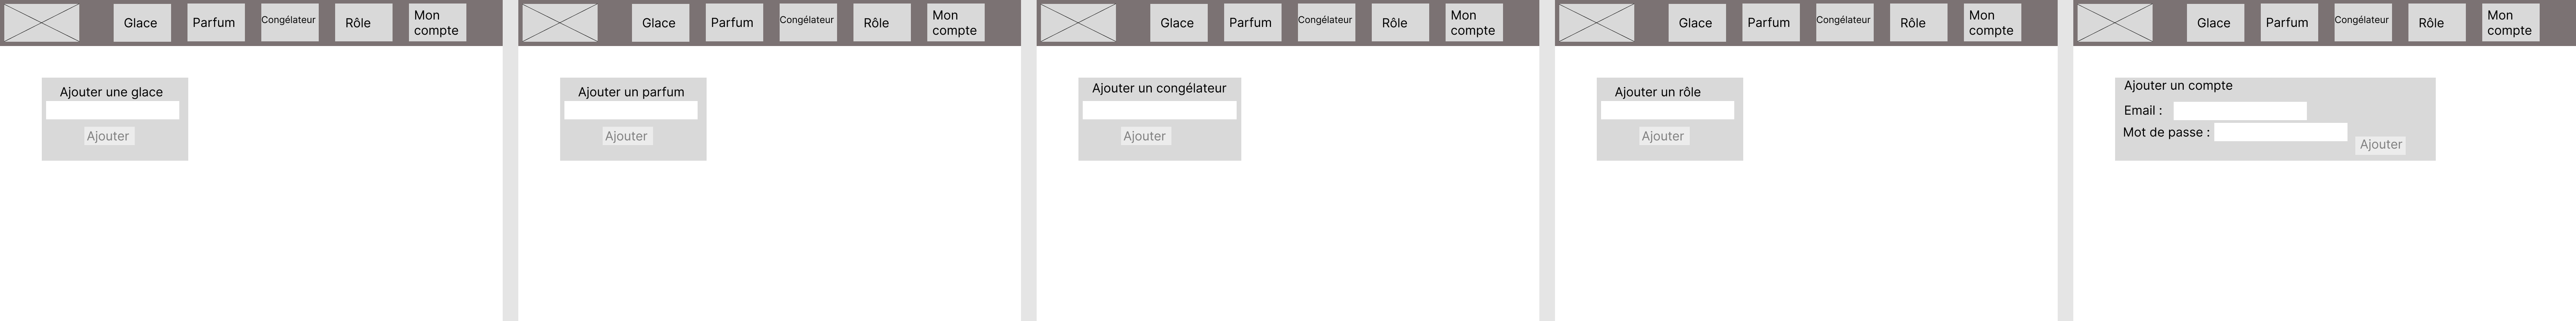 Glace
Parfum
Congélateur
Rôle
Mon
compte
Ajouter une glace
Ajouter
Glace
Parfum
Congélateur
Rôle
Mon
compte
Ajouter un parfum
Ajouter
Glace
Parfum
Congélateur
Rôle
Mon
compte
Ajouter un congélateur
Ajouter
Glace
Parfum
Congélateur
Rôle
Mon
compte
Ajouter un rôle
Ajouter
Glace
Parfum
Congélateur
Rôle
Mon
compte
Ajouter un compte
Email :
Mot de passe :
Ajouter